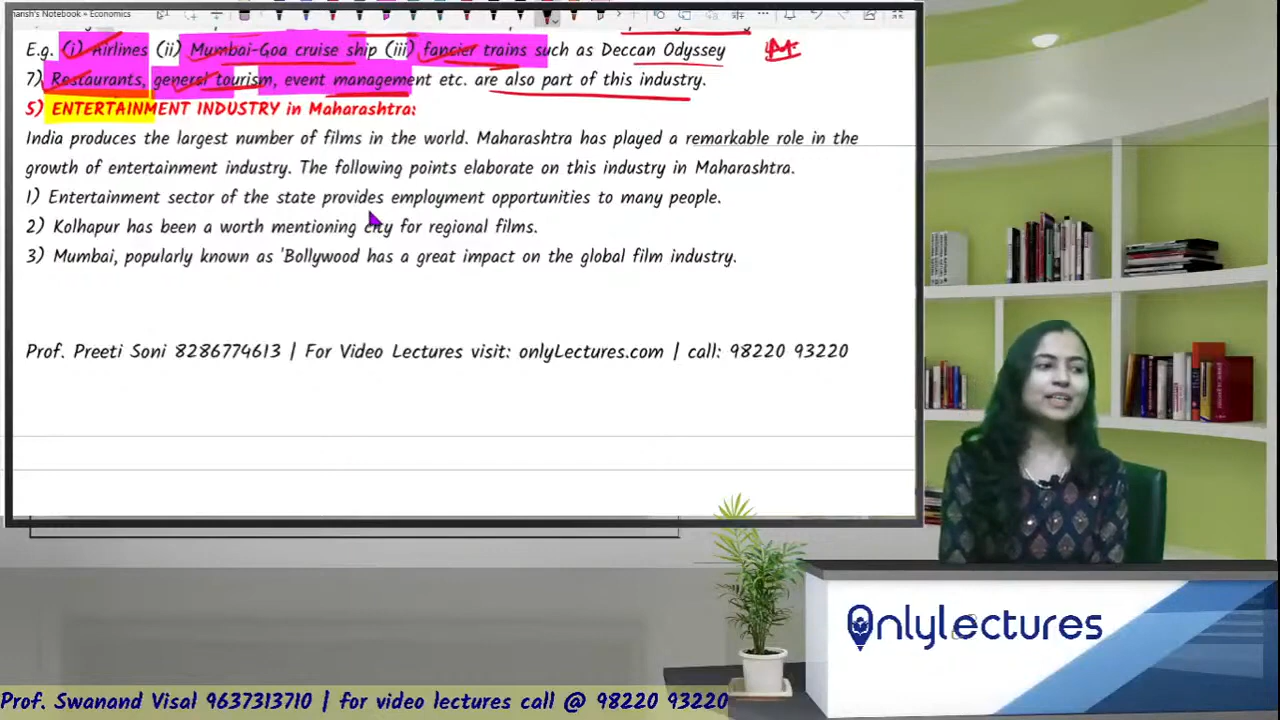 arish's Notebook » Economics
E.g. (i) Airlines (ii) Mumbai-Goa cruise ship (iii) fancier trains such as Deccan Odyssey
7) Restaurants, general tourism, event management etc. are also part of this industry.
5) ENTERTAINMENT INDUSTRY in Maharashtra:
India produces the largest number of films in the world. Maharashtra has played a remarkable role in the
growth of entertainment industry. The following points elaborate on this industry in Maharashtra.
1) Entertainment sector of the state provides employment opportunities to many people.
2) Kolhapur has been a worth mentioning city for regional films.
3) Mumbai, popularly known as 'Bollywood has a great impact on the global film industry.
Prof. Preeti Soni 8286774613 | For Video Lectures visit: onlyLectures.com | call: 98220 93220
Onlylectures
Prof. Swanand Visal 9637313710 | for video lectures call @ 98220 93220